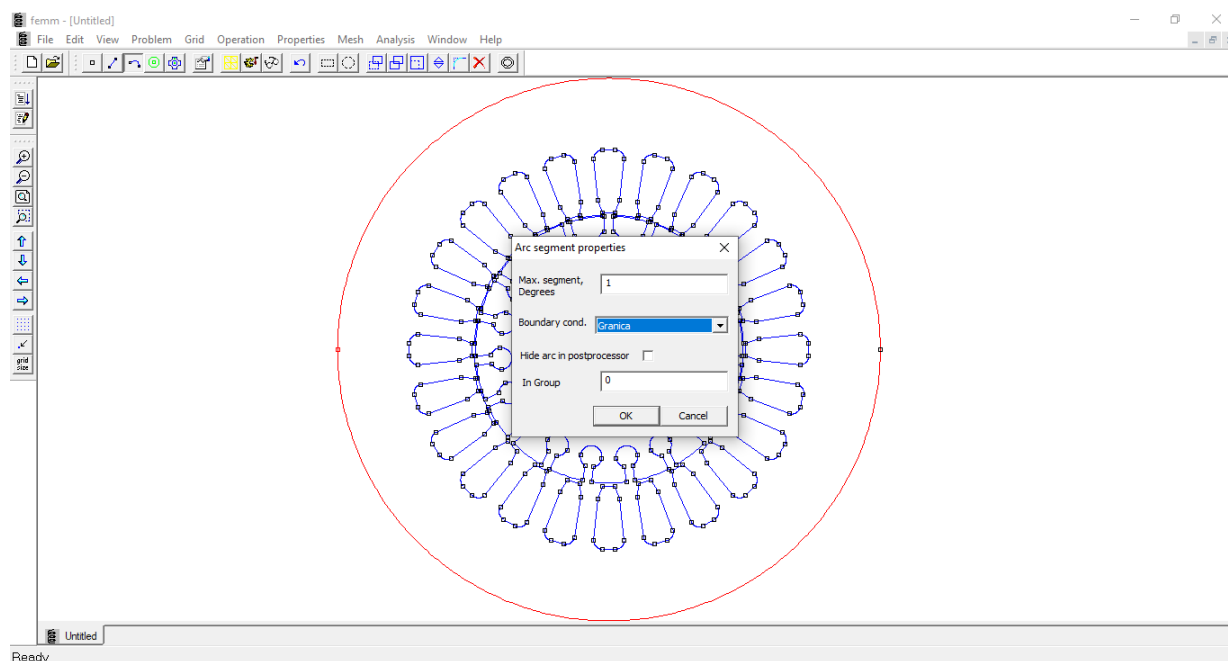 femm - [Untitled]
File Edit View Problem Grid Operation Properties Mesh Analysis Window Help
grid
size
Arc segment properties
Max. segment,
Degrees
1
Boundary cond.
Granica
Hide arc in postprocessor
In Group
0
OK Cancel
Untitled
Ready